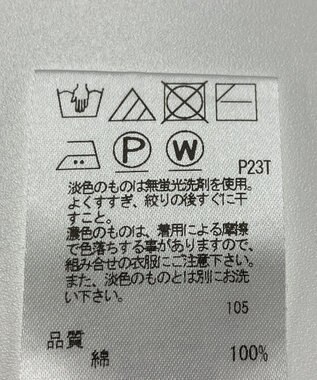 P W
P23T
淡色のものは無蛍光洗剤を使用。
よくすすぎ、絞りの後すぐに干
すこと。
濃色のものは、着用による摩擦
で色落ちする事がありますので、
組み合せの衣服にご注意下さい。
また、淡色のものとは別にお洗
い下さい。
105
品質
綿 100%